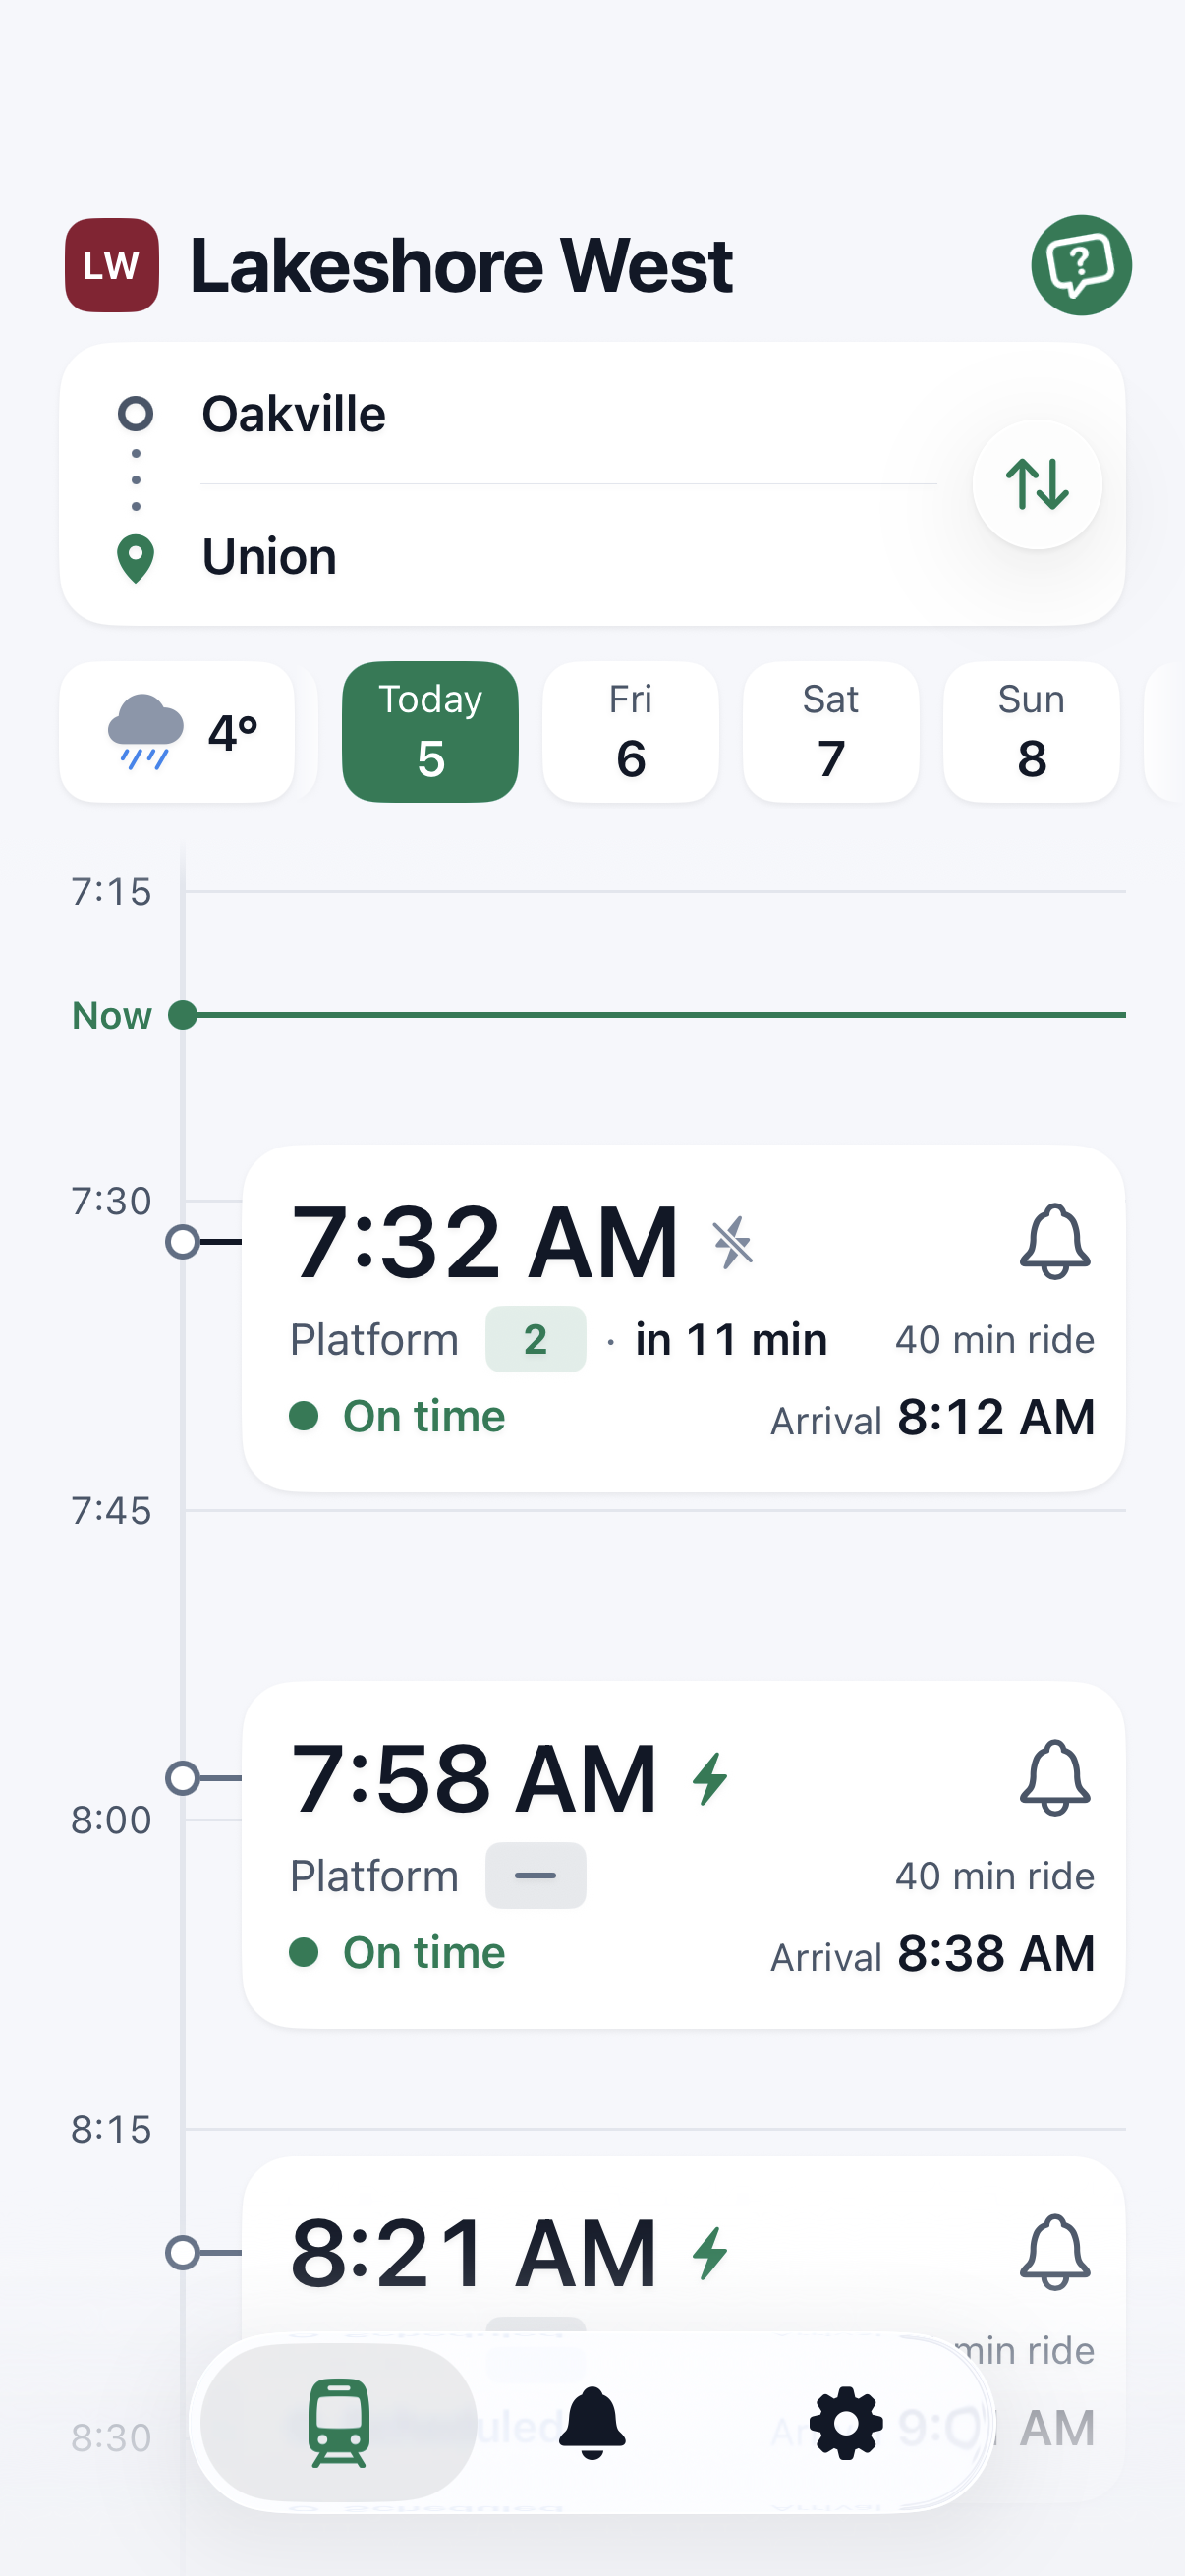 LW Lakeshore West ?
Oakville
Union
4°
Today Fri Sat Sun
5 6 7 8
7:15
Now
7:30
7:32 AM
Platform 2 · in 11 min 40 min ride
On time Arrival 8:12 AM
7:45
7:58 AM
8:00
Platform — 40 min ride
On time Arrival 8:38 AM
8:15
8:21 AM
min ride
8:30 AM